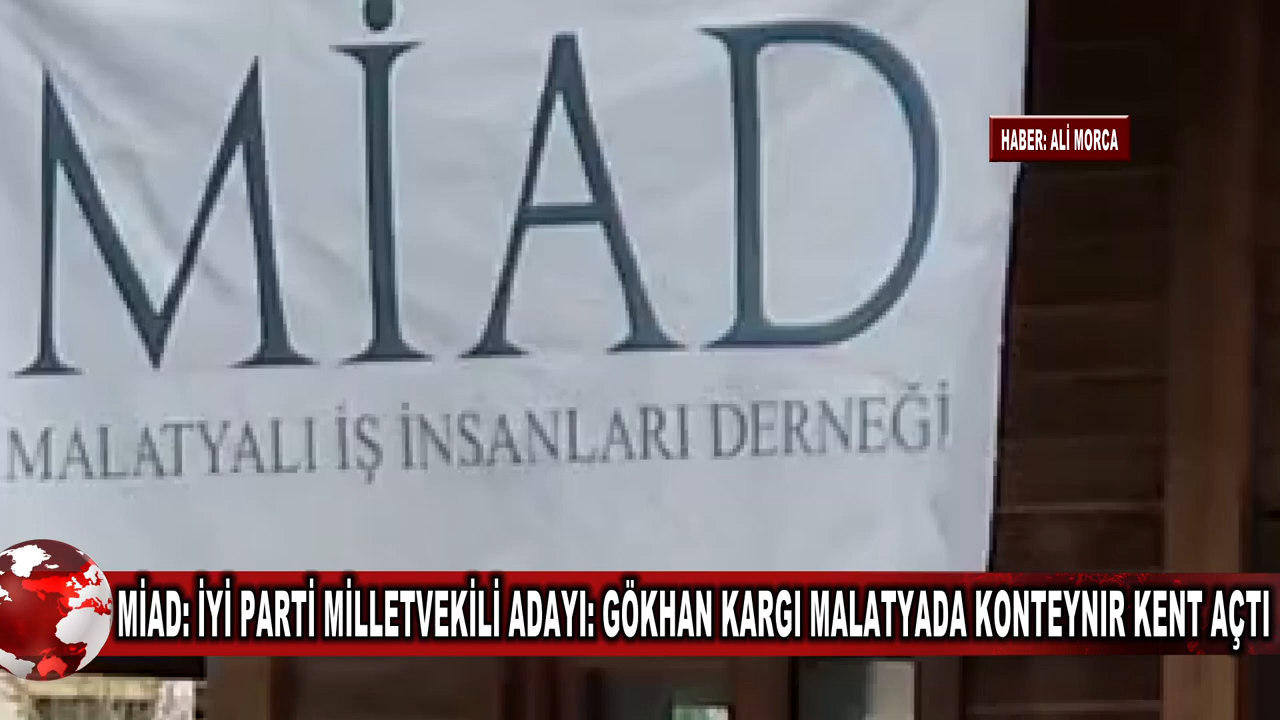 MİAD
HABER: ALİ MORCA
MALATYALI İŞ İNSANLARI DERNEĞİ
MİAD: İYİ PARTİ MİLLETVEKİLİ ADAYI: GÖKHAN KARGI MALATYADA KONTEYNIR KENT AÇTI